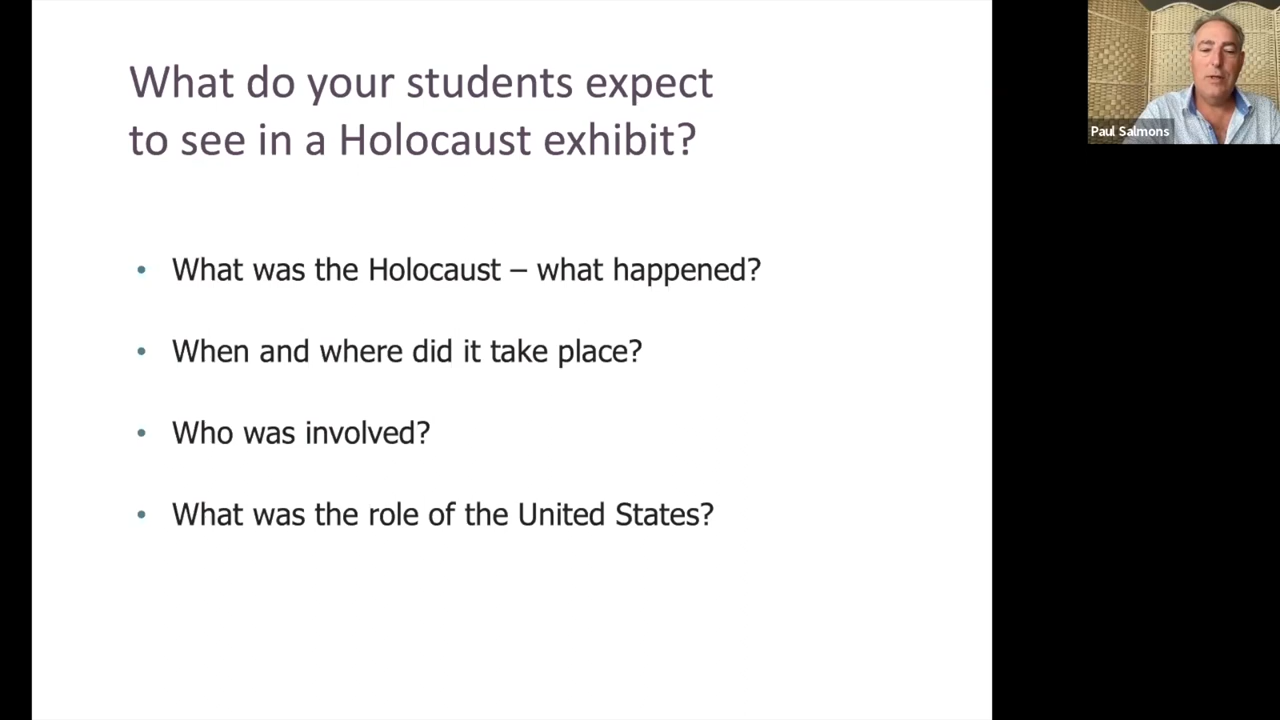 What do your students expect
to see in a Holocaust exhibit?
• What was the Holocaust – what happened?
• When and where did it take place?
• Who was involved?
• What was the role of the United States?
Paul Salmons